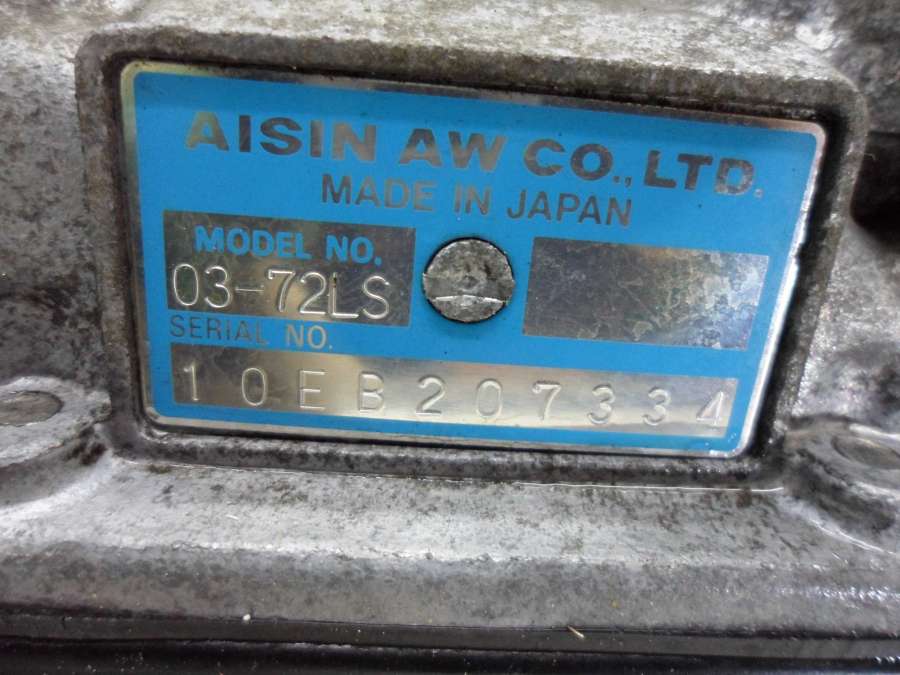 AISIN AW CO., LTD.
MADE IN JAPAN
MODEL NO.
03-72LS
SERIAL NO.
10EB207334